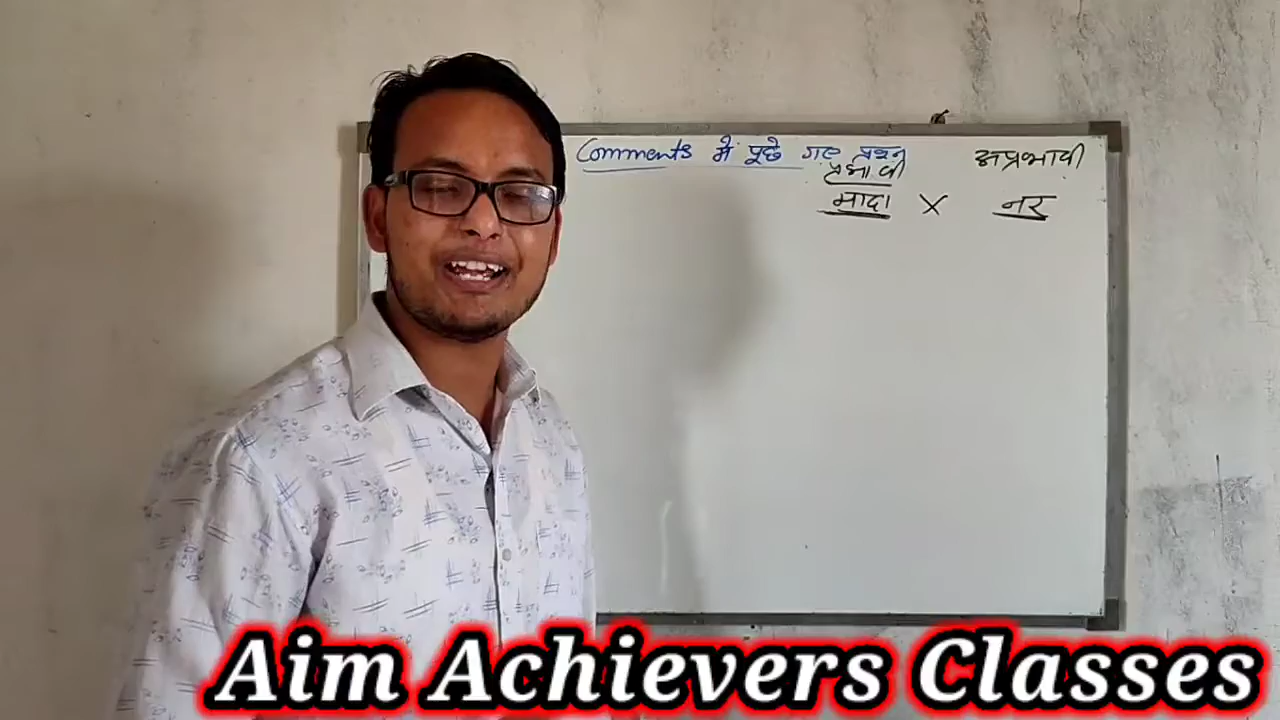 Comments में पूछे गए प्रश्न
प्रभावी अप्रभावी
मादा X नर
Aim Achievers Classes